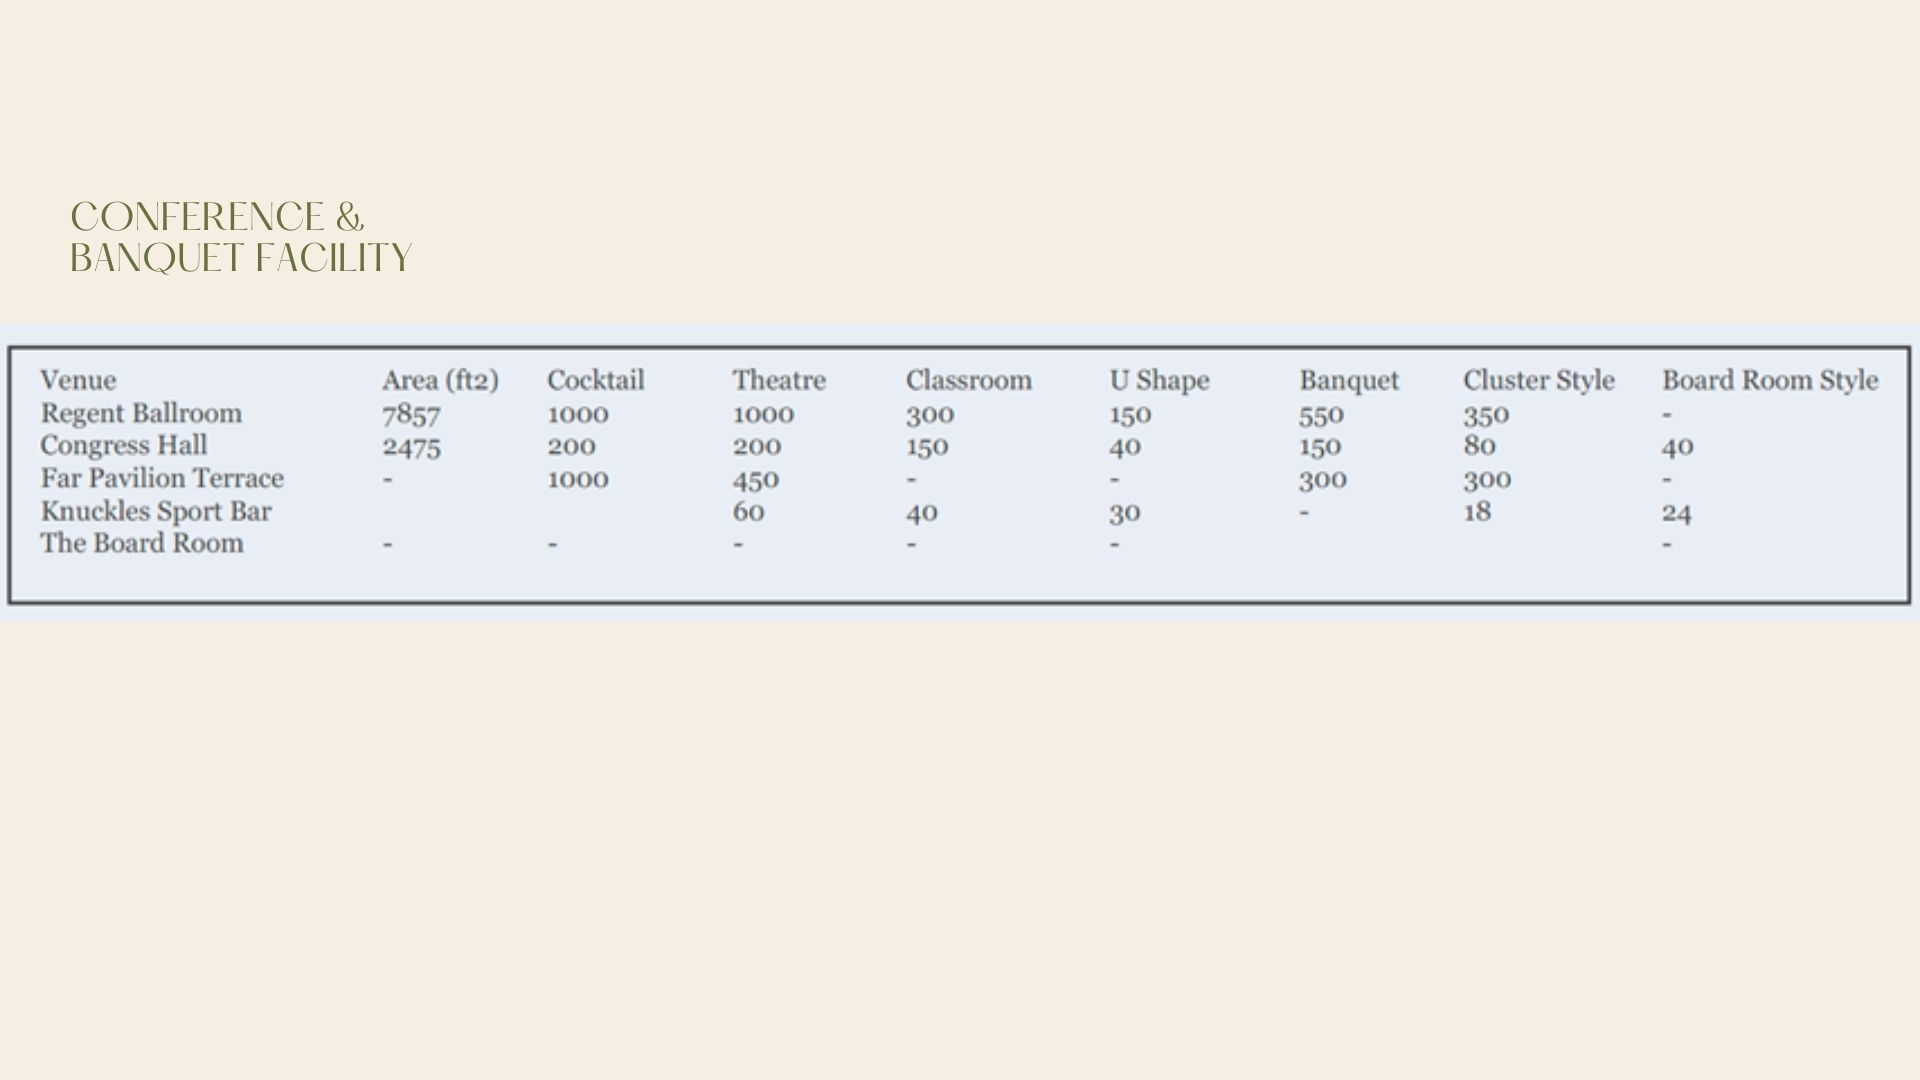 CONFERENCE &
BANQUET FACILITY
Venue Area (ft2) Cocktail Theatre Classroom U Shape Banquet Cluster Style Board Room Style
Regent Ballroom 7857 1000 1000 300 150 550 350 -
Congress Hall 2475 200 200 150 40 150 80 40
Far Pavilion Terrace - 1000 450 - - 300 300 -
Knuckles Sport Bar 60 40 30 - 18 24
The Board Room - - - - - -